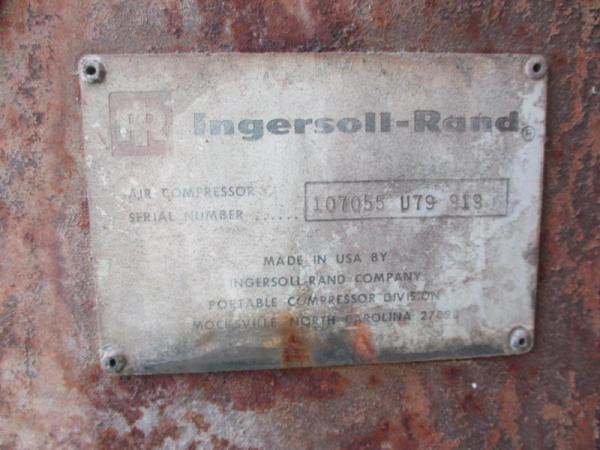 IR Ingersoll-Rand®
AIR COMPRESSOR
SERIAL NUMBER ...... 107055 U79 919
MADE IN USA BY
INGERSOLL-RAND COMPANY
PORTABLE COMPRESSOR DIVISION
MOCKSVILLE NORTH CAROLINA